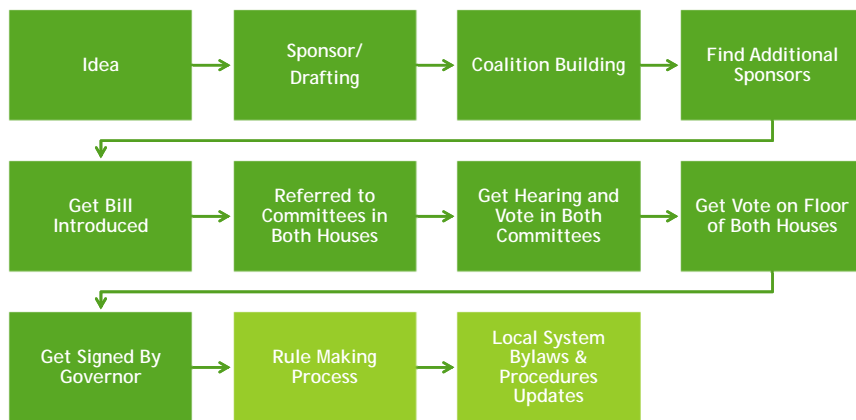 Idea
Sponsor/
Drafting
Coalition Building
Find Additional
Sponsors
Get Bill
Introduced
Referred to
Committees in
Both Houses
Get Hearing and
Vote in Both
Committees
Get Vote on Floor
of Both Houses
Get Signed By
Governor
Rule Making
Process
Local System
Bylaws &
Procedures
Updates